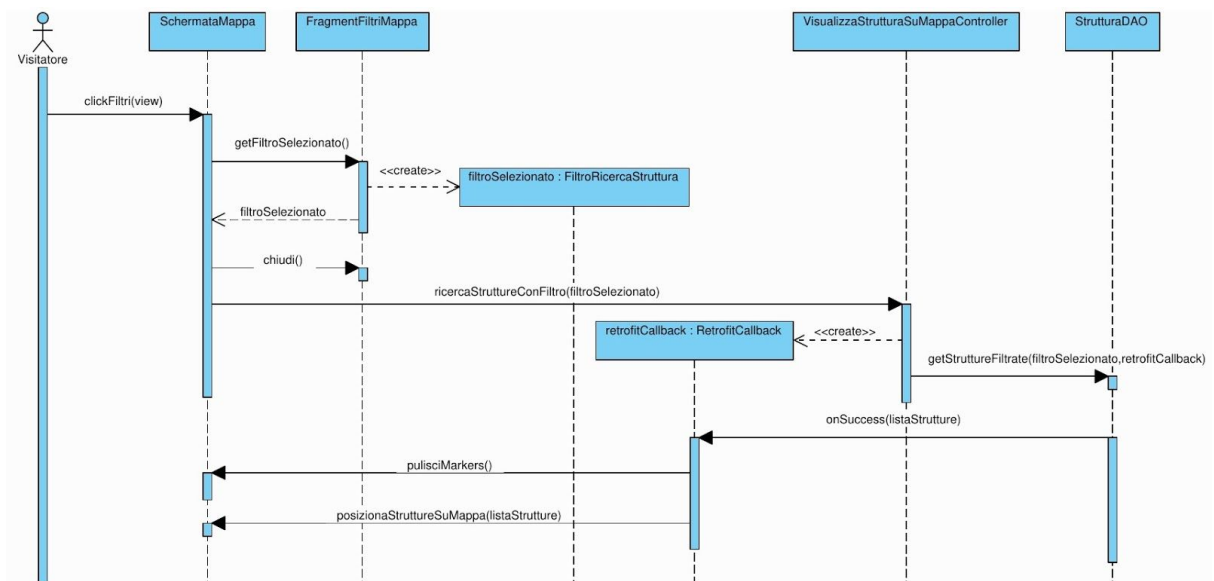 SchermataMappa
FragmentFiltriMappa
VisualizzaStrutturaSuMappaController
StrutturaDAO
Visitatore
clickFiltri(view)
getFiltroSelezionato()
<<create>>
filtroSelezionato : FiltroRicercaStruttura
filtroSelezionato
chiudi()
ricercaStruttureConFiltro(filtroSelezionato)
retrofitCallback : RetrofitCallback
<<create>>
getStruttureFiltrate(filtroSelezionato,retrofitCallback)
onSuccess(listaStrutture)
pulisciMarkers()
posizionaStruttureSuMappa(listaStrutture)